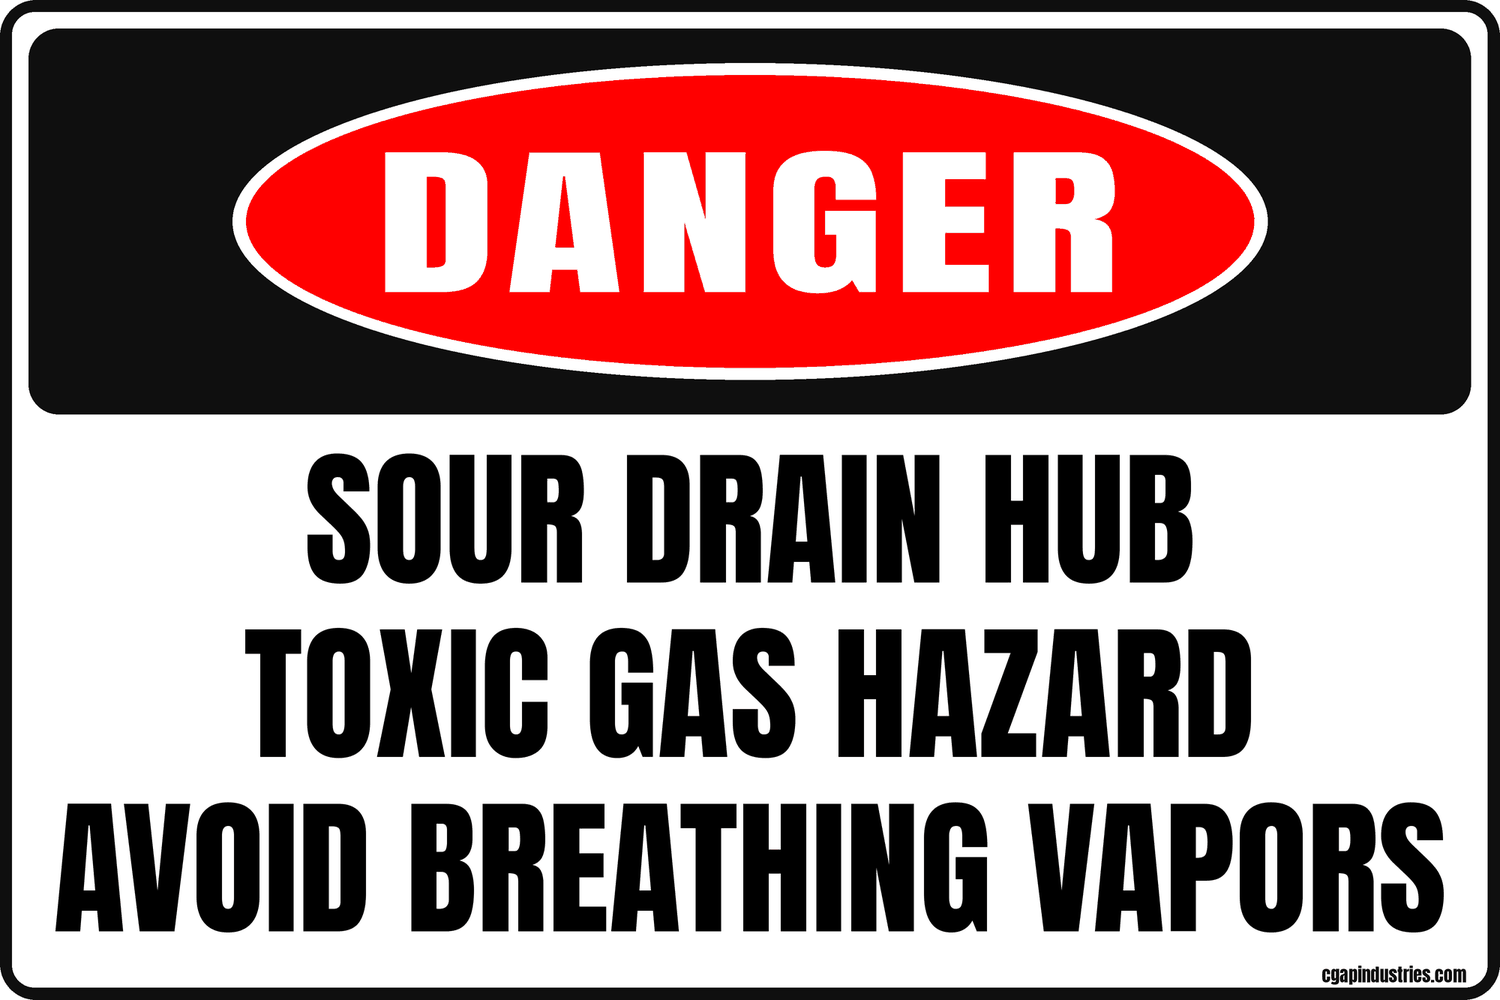 DANGER
SOUR DRAIN HUB
TOXIC GAS HAZARD
AVOID BREATHING VAPORS
cgapindustries.com